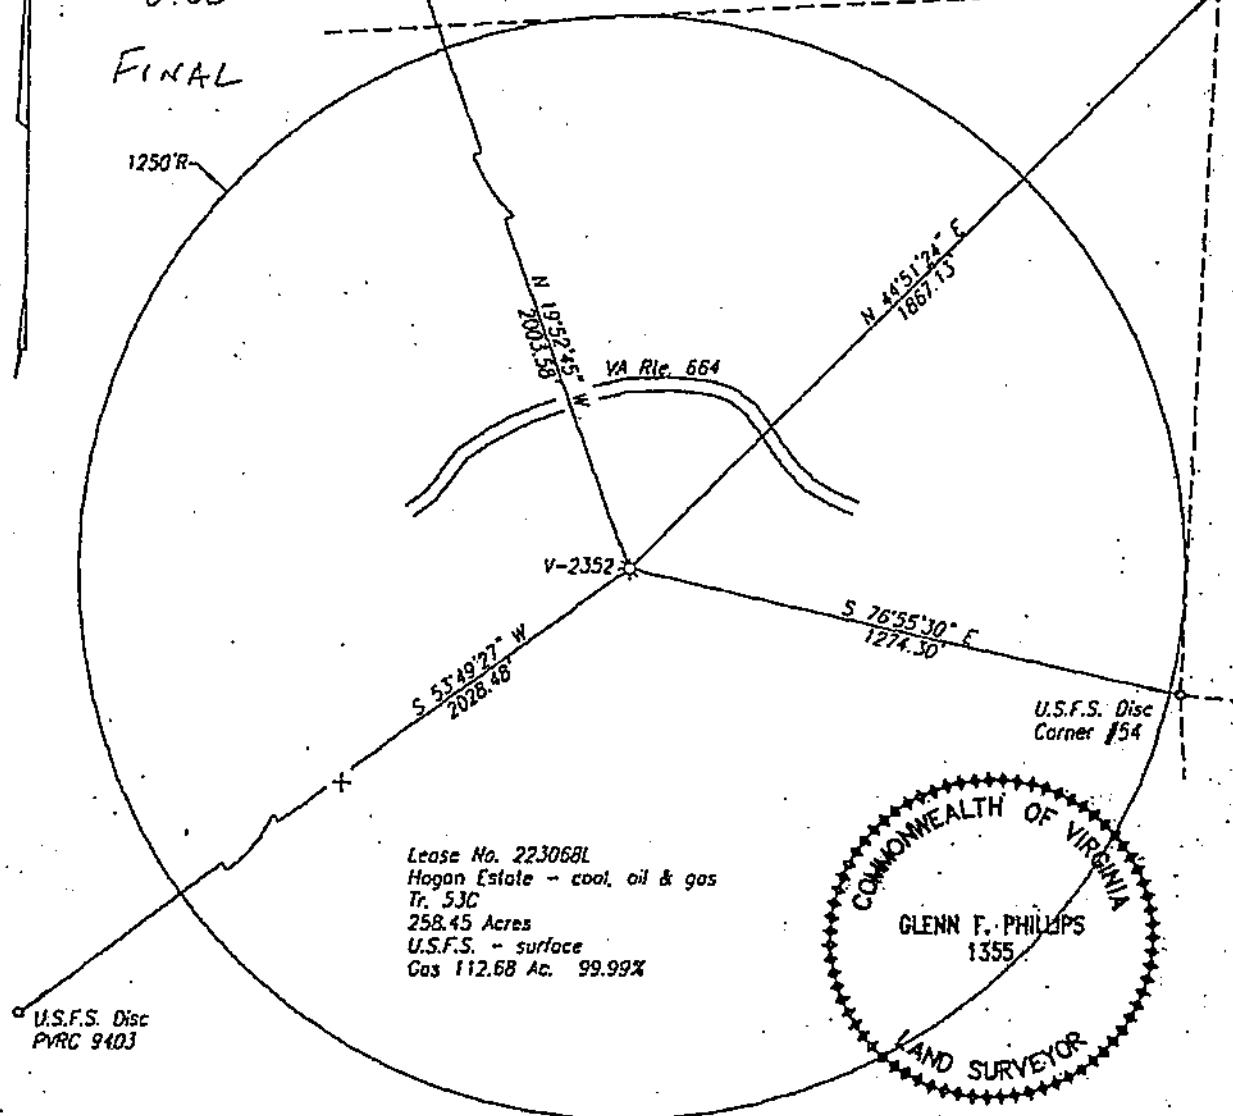 FINAL
1250'R
N 19°52'45" W
2003.58'
N 44°51'24" E
1867.13'
VA Rte. 664
V-2352
S 76°55'30" E
1274.30'
S 53°49'27" W
2028.48'
U.S.F.S. Disc
Corner #54
Lease No. 223068L
Hogan Estate - coal, oil & gas
Tr. 53C
258.45 Acres
U.S.F.S. - surface
Gas 112.68 Ac. 99.99%
COMMONWEALTH OF VIRGINIA
GLENN F. PHILLIPS
1355
LAND SURVEYOR
U.S.F.S. Disc
PVRC 9403